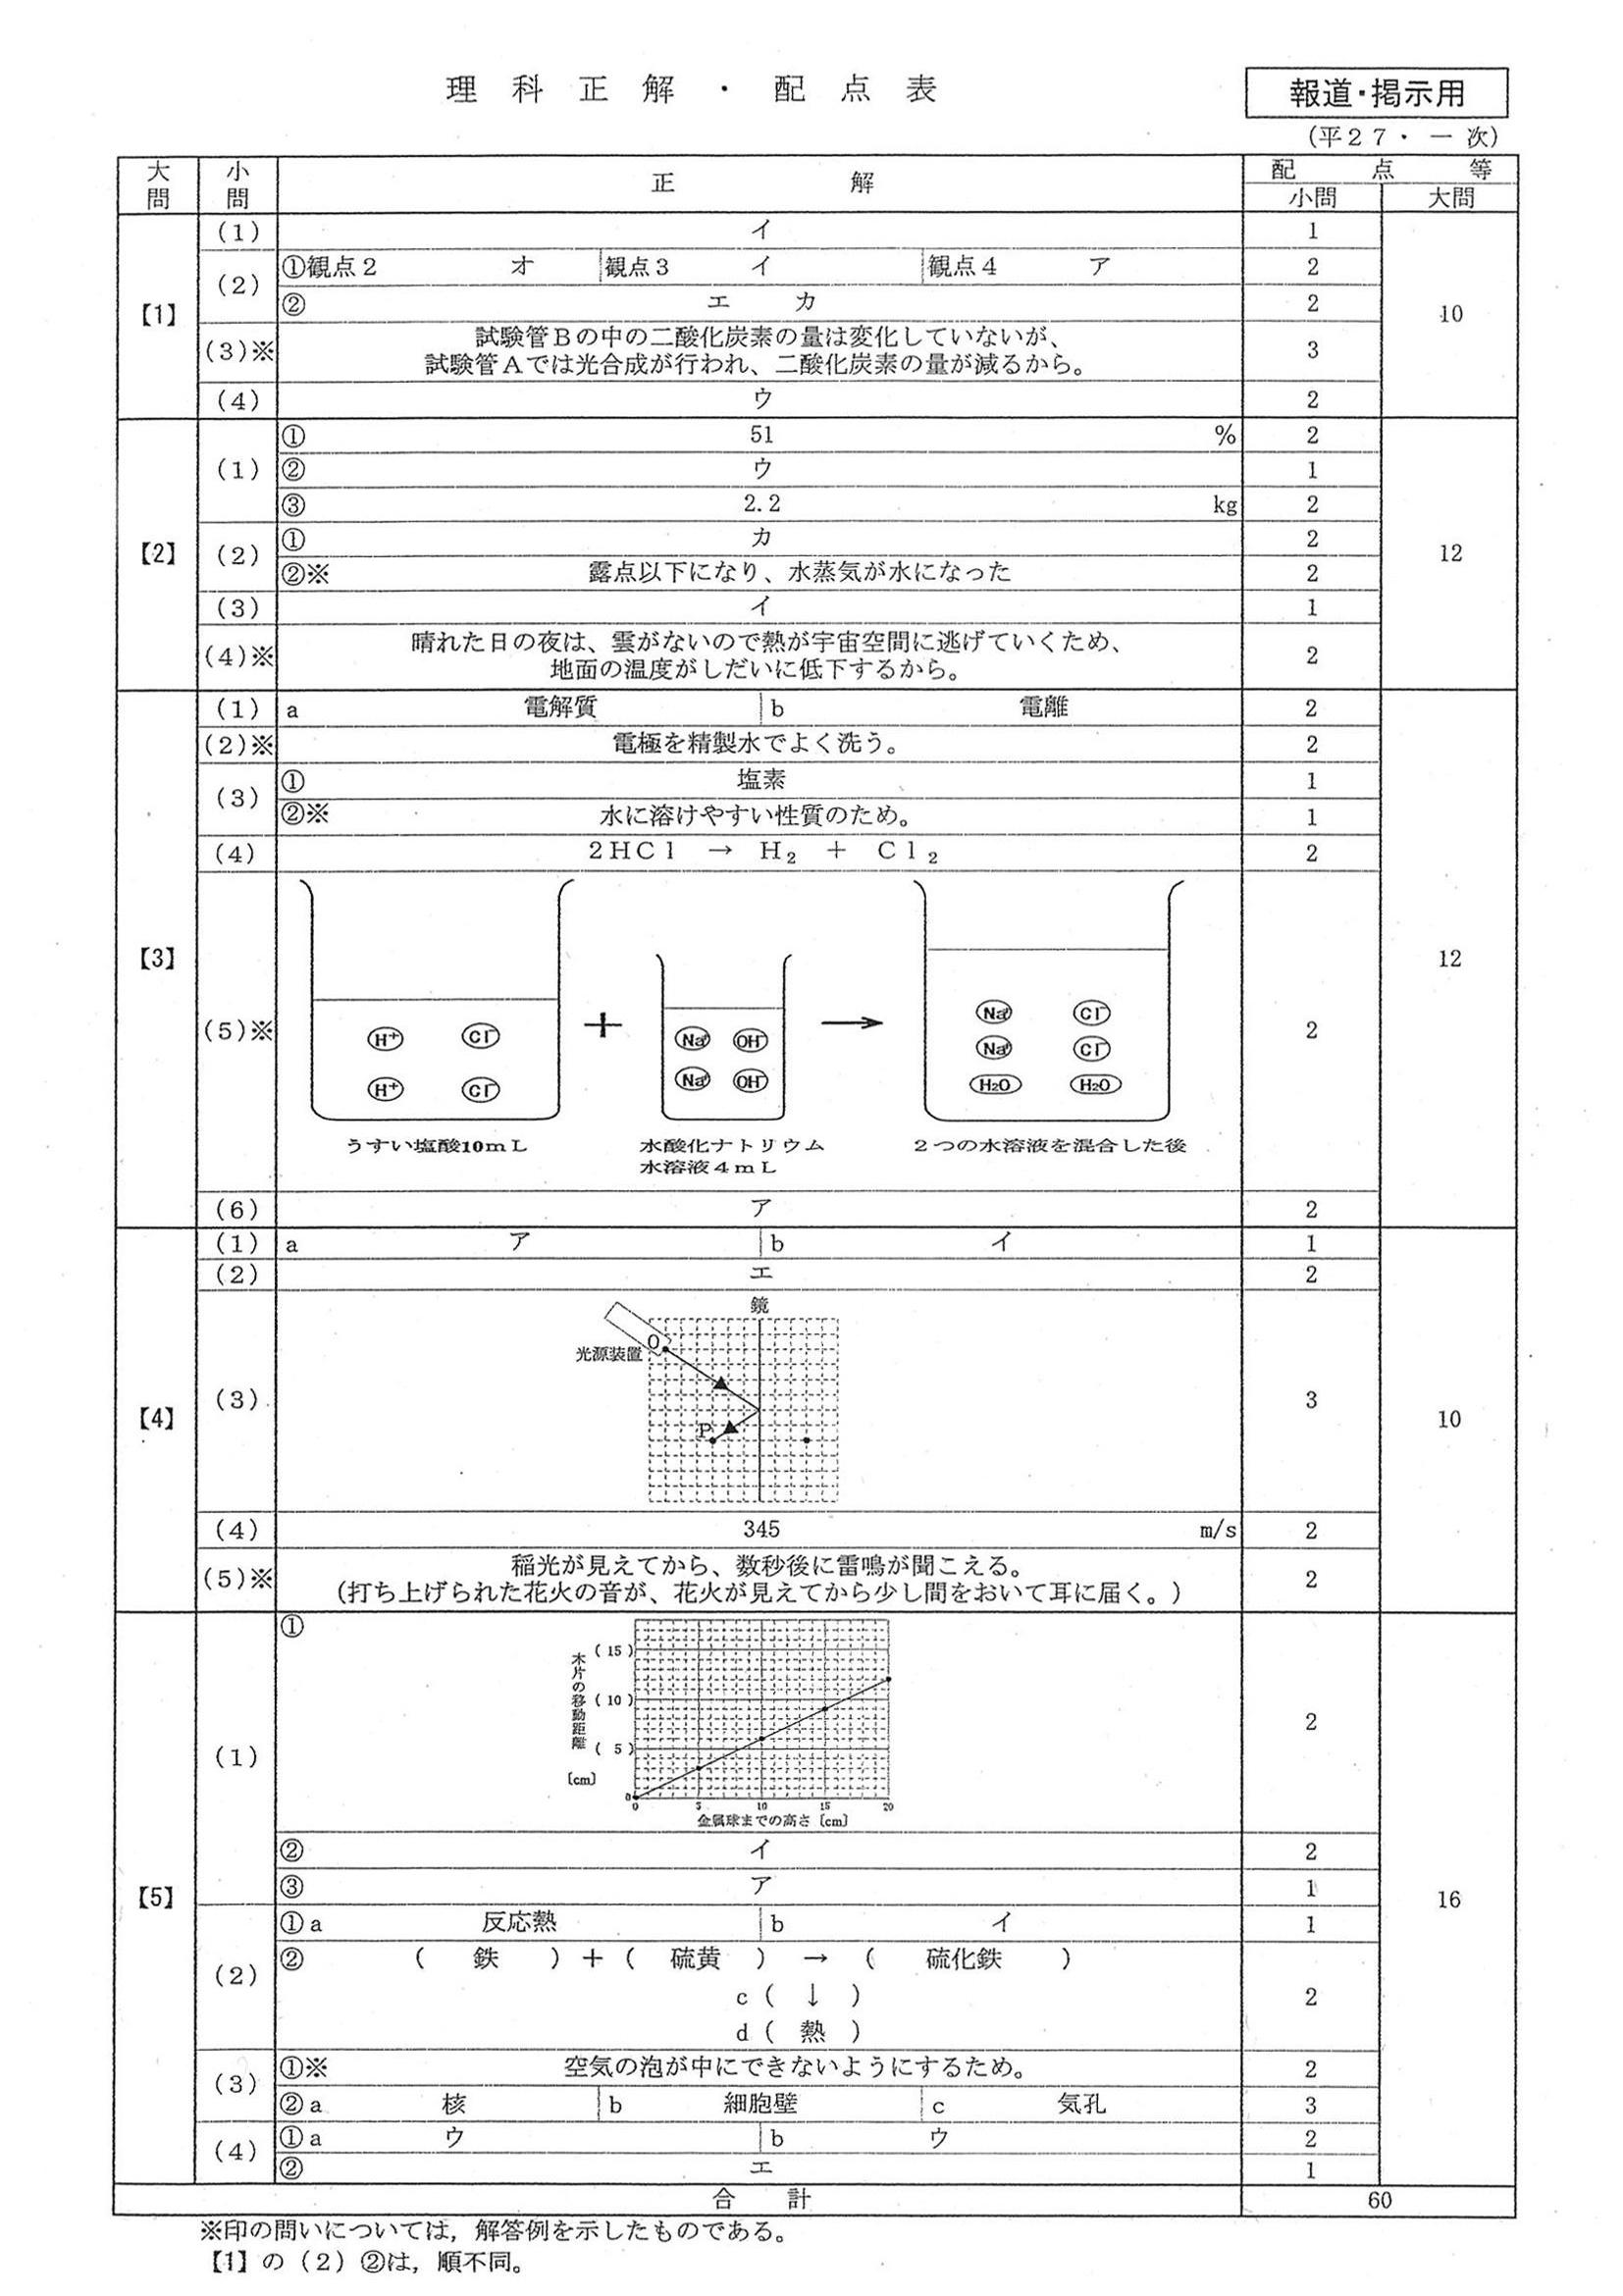 理科正解・配点表
報道・掲示用
(平27・一次)
大問 小問 正解 配点等
小問 大問
【1】 (1) イ 1 10
(2) ①観点2 オ 観点3 イ 観点4 ア 2
② エ カ 2
(3)※ 試験管Bの中の二酸化炭素の量は変化していないが、
試験管Aでは光合成が行われ、二酸化炭素の量が減るから。 3
(4) ウ 2
【2】 (1) ① 51 % 2 12
② ウ 1
③ 2.2 kg 2
(2) ① カ 2
②※ 露点以下になり、水蒸気が水になった 2
(3) イ 1
(4)※ 晴れた日の夜は、雲がないので熱が宇宙空間に逃げていくため、
地面の温度がしだいに低下するから。 2
【3】 (1) a 電解質 b 電離 2 12
(2)※ 電極を精製水でよく洗う。 2
(3) ① 塩素 1
②※ 水に溶けやすい性質のため。 1
(4) 2HCl → H₂ + Cl₂ 2
(5)※ 2
H⁺ Cl⁻ + Na⁺ OH⁻ → Na⁺ Cl⁻
H⁺ Cl⁻ Na⁺ OH⁻ Na⁺ Cl⁻
H₂O H₂O
うすい塩酸10mL 水酸化ナトリウム 2つの水溶液を混合した後
水溶液4mL
(6) ア 2
【4】 (1) a ア b イ 1 10
(2) エ 2
(3) 3
鏡
O
光源装置
P
(4) 345 m/s 2
(5)※ 稲光が見えてから、数秒後に雷鳴が聞こえる。
(打ち上げられた花火の音が、花火が見えてから少し間をおいて耳に届く。) 2
【5】 (1) ① 2 16
木片の移動距離
〔cm〕
(15)
(10)
(5)
0
0 5 10 15 20
金属球までの高さ〔cm〕
② イ 2
③ ア 1
(2) ①a 反応熱 b イ 1
② ( 鉄 ) + ( 硫黄 ) → ( 硫化鉄 )
c ( ↓ ) 2
d ( 熱 )
(3) ①※ 空気の泡が中にできないようにするため。 2
②a 核 b 細胞壁 c 気孔 3
(4) ①a ウ b ウ 2
② エ 1
合計 60
※印の問いについては，解答例を示したものである。
【1】の(2)②は，順不同。